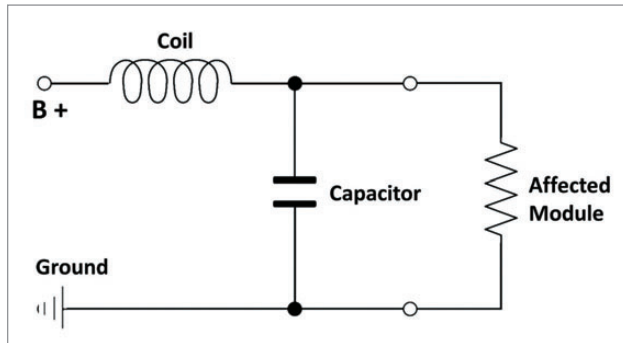 Coil
B +
Capacitor
Affected
Module
Ground